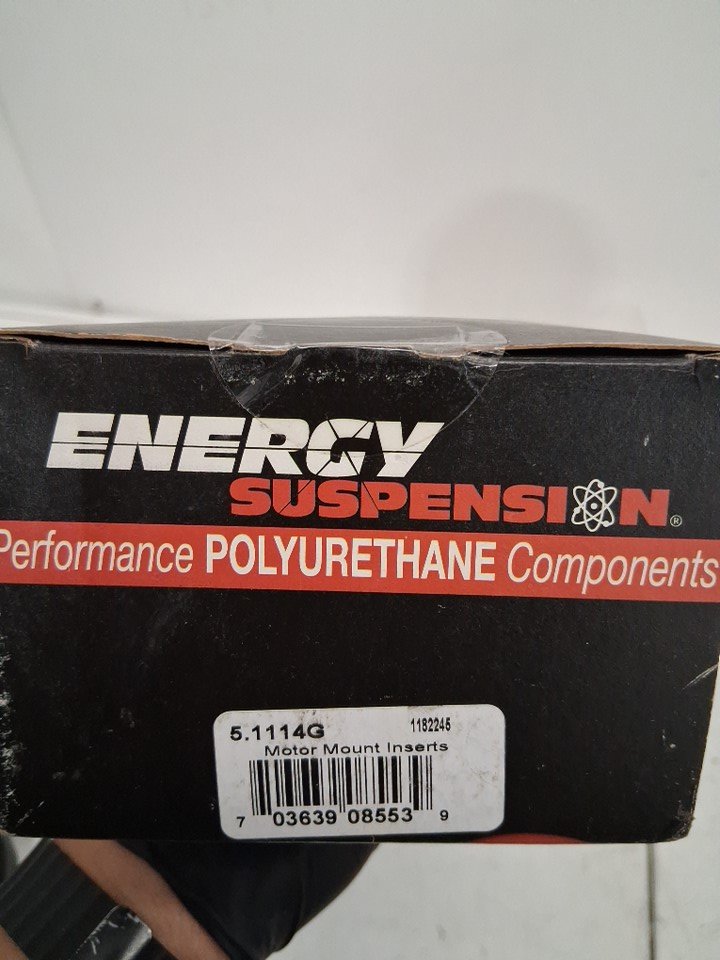 ENERGY
SUSPENSION®
Performance POLYURETHANE Components
5.1114G 1182245
Motor Mount Inserts
7 03639 08553 9